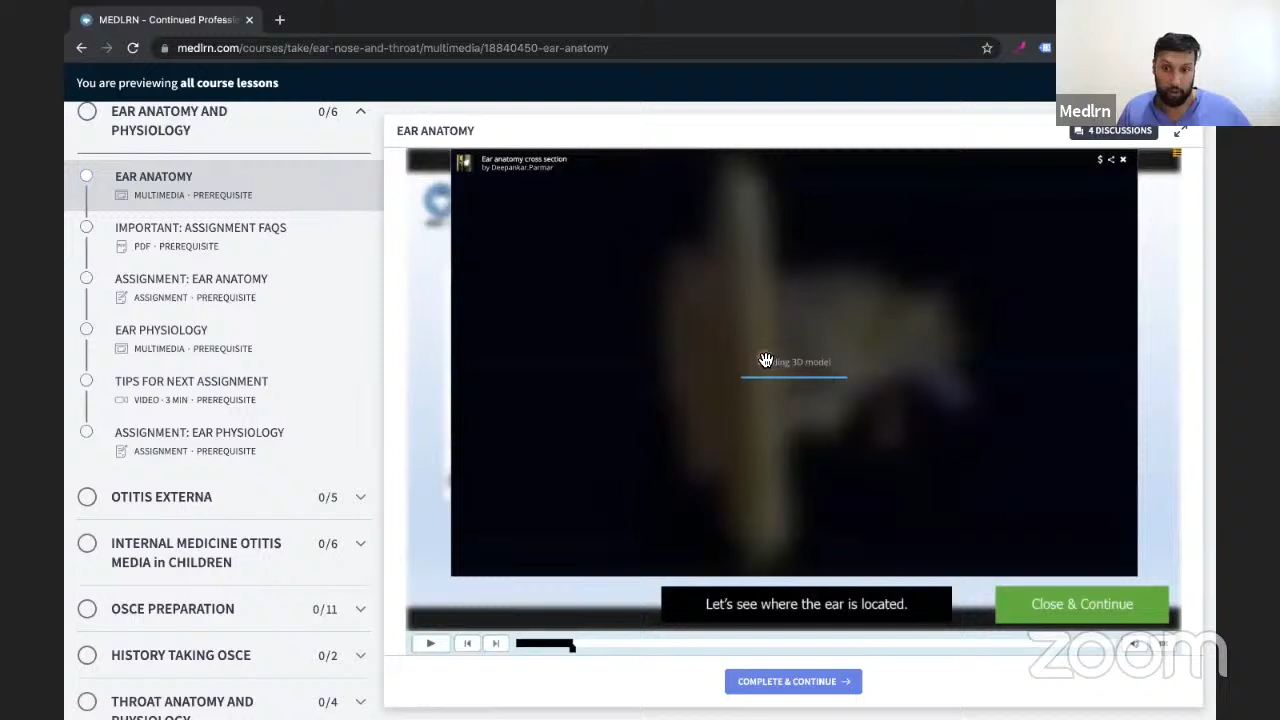 MEDLRN - Continued Professi
medlrn.com/courses/take/ear-nose-and-throat/multimedia/18840450-ear-anatomy
You are previewing all course lessons
Medlrn
EAR ANATOMY AND
PHYSIOLOGY
0/6
EAR ANATOMY
MULTIMEDIA · PREREQUISITE
IMPORTANT: ASSIGNMENT FAQS
PDF · PREREQUISITE
ASSIGNMENT: EAR ANATOMY
ASSIGNMENT · PREREQUISITE
EAR PHYSIOLOGY
MULTIMEDIA · PREREQUISITE
TIPS FOR NEXT ASSIGNMENT
VIDEO · 3 MIN · PREREQUISITE
ASSIGNMENT: EAR PHYSIOLOGY
ASSIGNMENT · PREREQUISITE
OTITIS EXTERNA 0/5
INTERNAL MEDICINE OTITIS 0/6
MEDIA in CHILDREN
OSCE PREPARATION 0/11
HISTORY TAKING OSCE 0/2
THROAT ANATOMY AND 0/4
PHYSIOLOGY
EAR ANATOMY
4 DISCUSSIONS
Ear anatomy cross section
by Deepankar.Parmar
ding 3D model
Let's see where the ear is located.
Close & Continue
COMPLETE & CONTINUE →
zoom